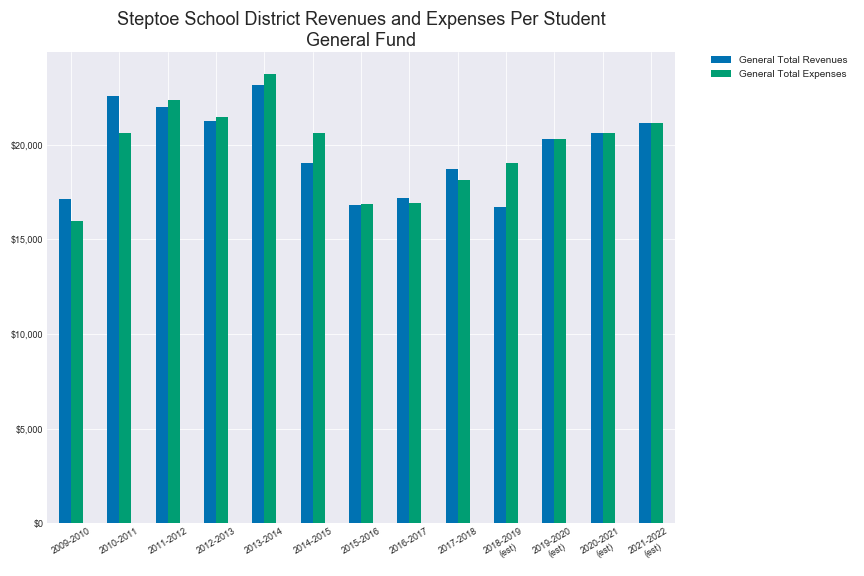 Steptoe School District Revenues and Expenses Per Student
General Fund
General Total Revenues
General Total Expenses
$20,000
$15,000
$10,000
$5,000
$0
2009-2010
2010-2011
2011-2012
2012-2013
2013-2014
2014-2015
2015-2016
2016-2017
2017-2018
2018-2019
(est)
2019-2020
(est)
2020-2021
(est)
2021-2022
(est)